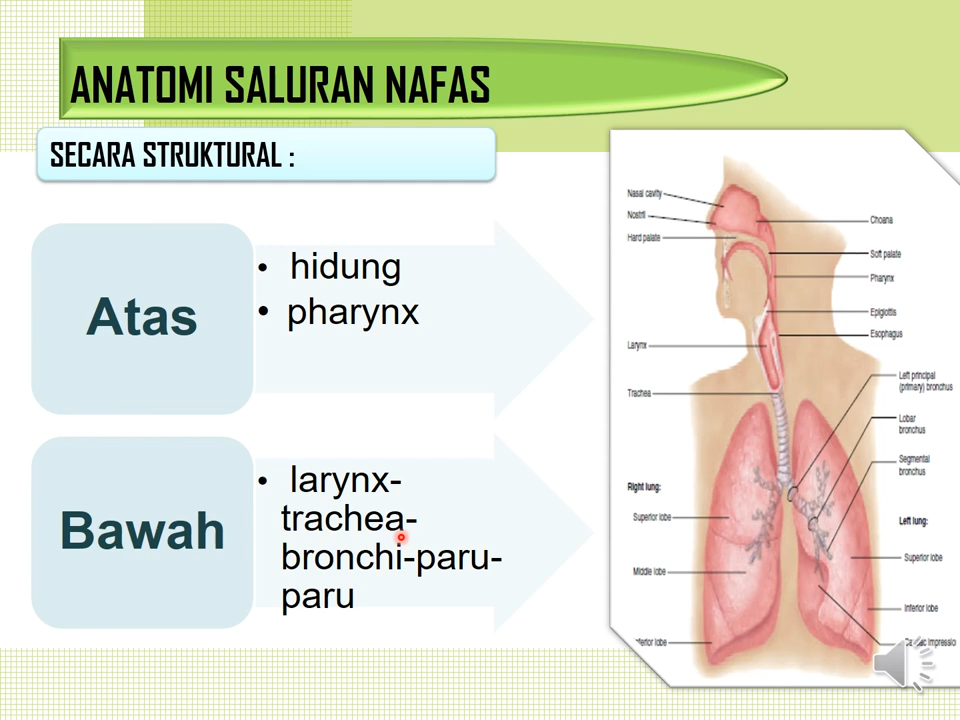 ANATOMI SALURAN NAFAS
SECARA STRUKTURAL :
Atas
• hidung
• pharynx
Bawah
• larynx-
trachea-
bronchi-paru-
paru
Nasal cavity
Nostril
Hard palate
Larynx
Trachea
Right lung:
Superior lobe
Middle lobe
Choana
Soft palate
Pharynx
Epiglottis
Esophagus
Left principal
(primary) bronchus
Lobar
bronchus
Segmental
bronchus
Left lung:
Superior lobe
Inferior lobe